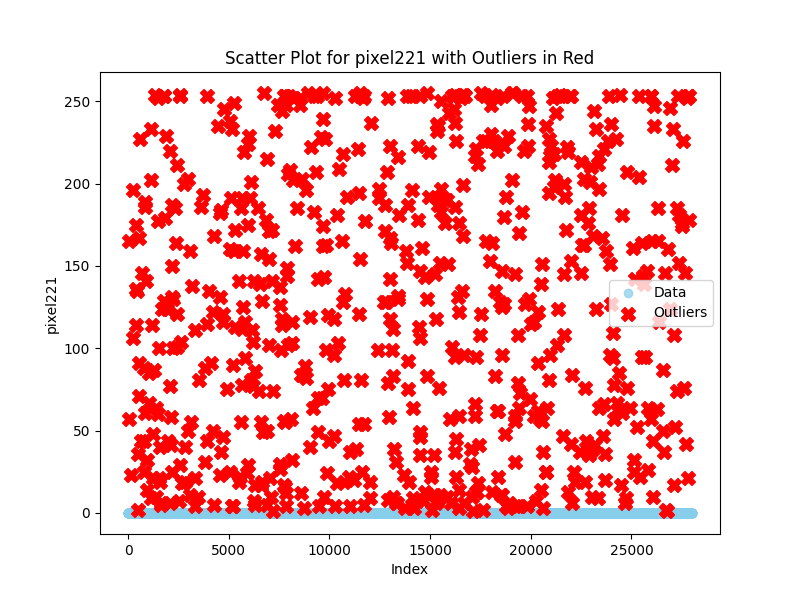 Scatter Plot for pixel221 with Outliers in Red
250
200
150
100
50
0
pixel221
Data
Outliers
0 5000 10000 15000 20000 25000
Index